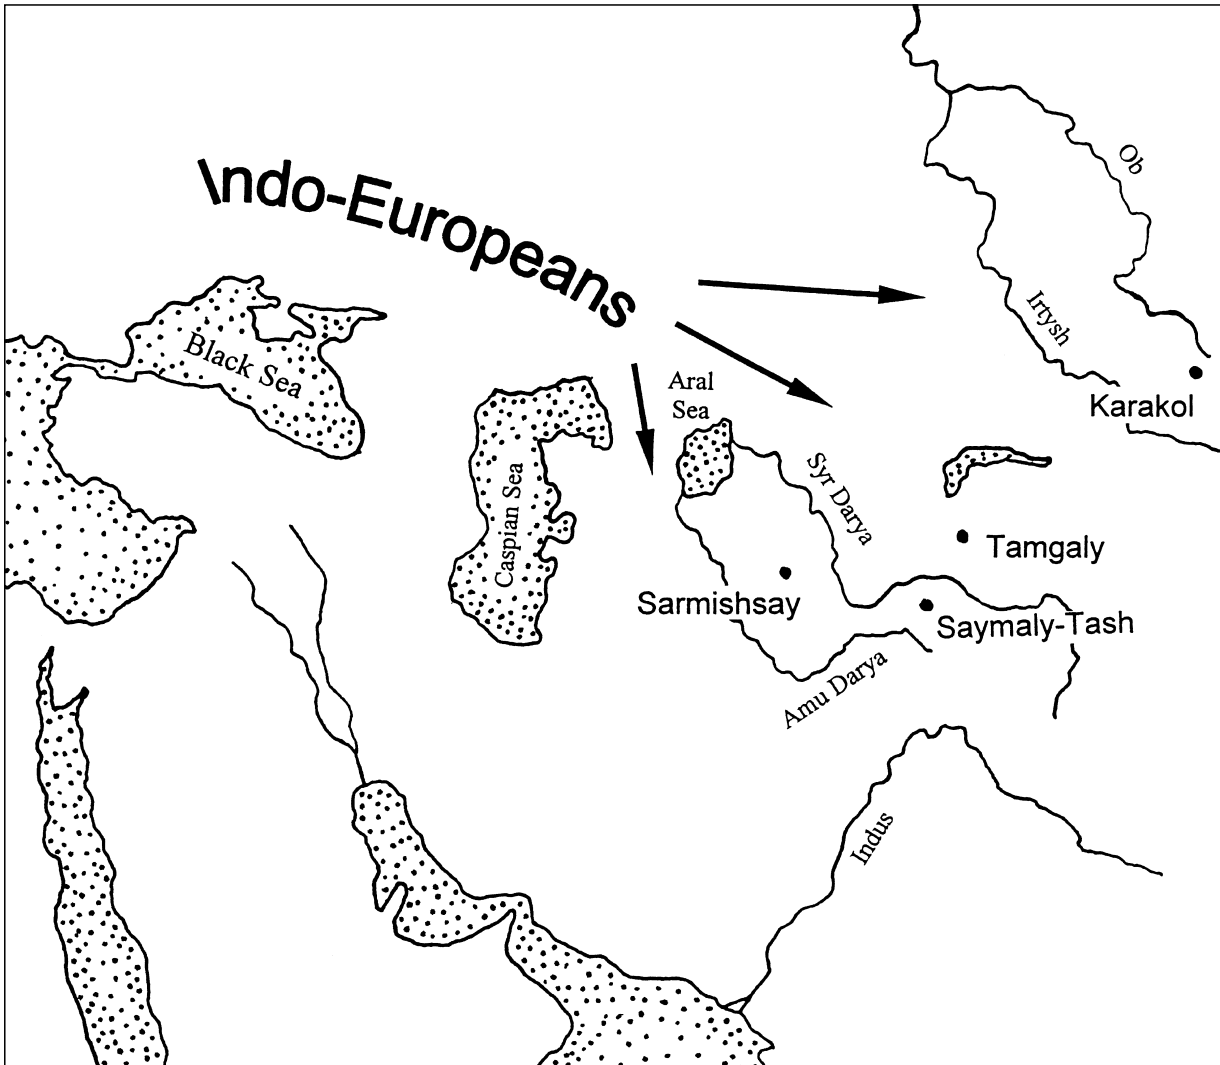 Ob
Indo-Europeans
Irtysh
Black Sea
Aral
Sea
Karakol
Syr Darya
Caspian Sea
Tamgaly
Sarmishsay
Saymaly-Tash
Amu Darya
Indus